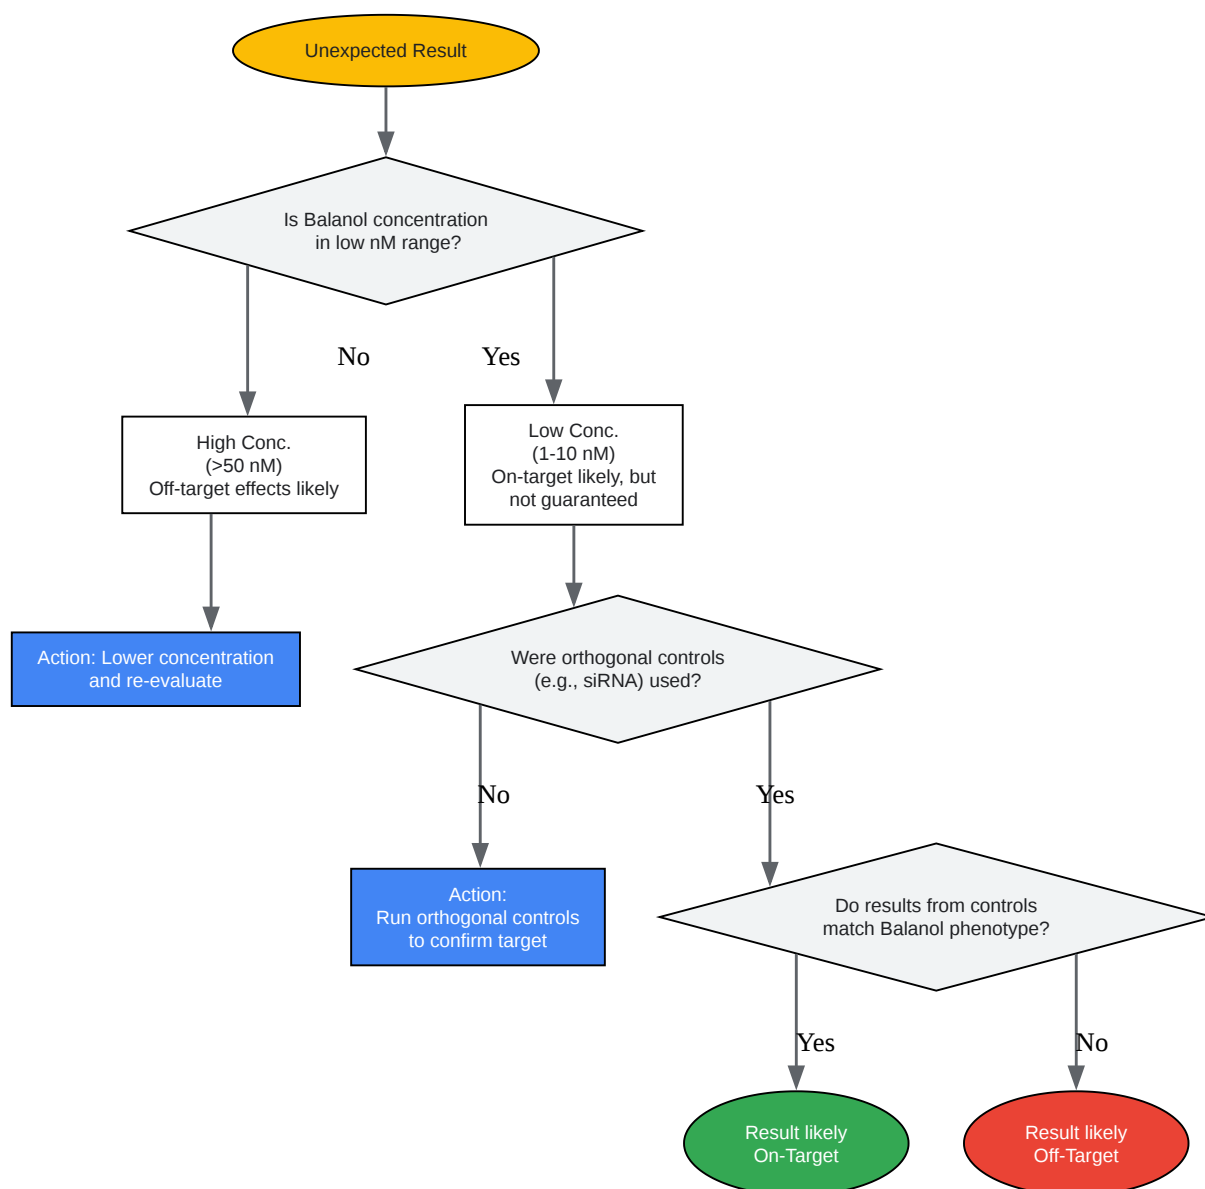 Unexpected Result
Is Balanol concentration
in low nM range?
No
Yes
High Conc.
(>50 nM)
Off-target effects likely
Low Conc.
(1-10 nM)
On-target likely, but
not guaranteed
Action: Lower concentration
and re-evaluate
Were orthogonal controls
(e.g., siRNA) used?
No
Yes
Action:
Run orthogonal controls
to confirm target
Do results from controls
match Balanol phenotype?
Yes
No
Result likely
On-Target
Result likely
Off-Target